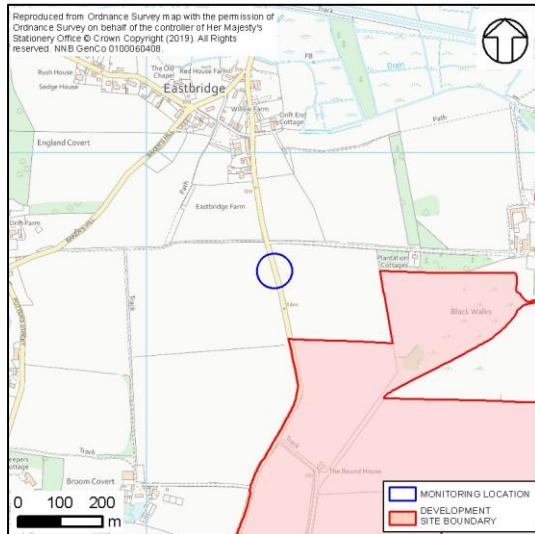 Reproduced from Ordnance Survey map with the permission of
Ordnance Survey on behalf of the controller of Her Majesty's
Stationery Office © Crown Copyright (2019). All Rights
reserved. NNB GenCo 0100060408.
FB
Drain
Rush House
The Old
Chapel
Red House Farm
Sedge House
Eastbridge
Willow Farm
Drift End
Cottage
Path
Drain
England Covert
Path
Eastbridge Farm
Drift Farm
Plantation
Cottages
Track
Black Walks
Track
Track
The Round House
Cottage
Broom Covert
0 100 200
m
MONITORING LOCATION
DEVELOPMENT
SITE BOUNDARY